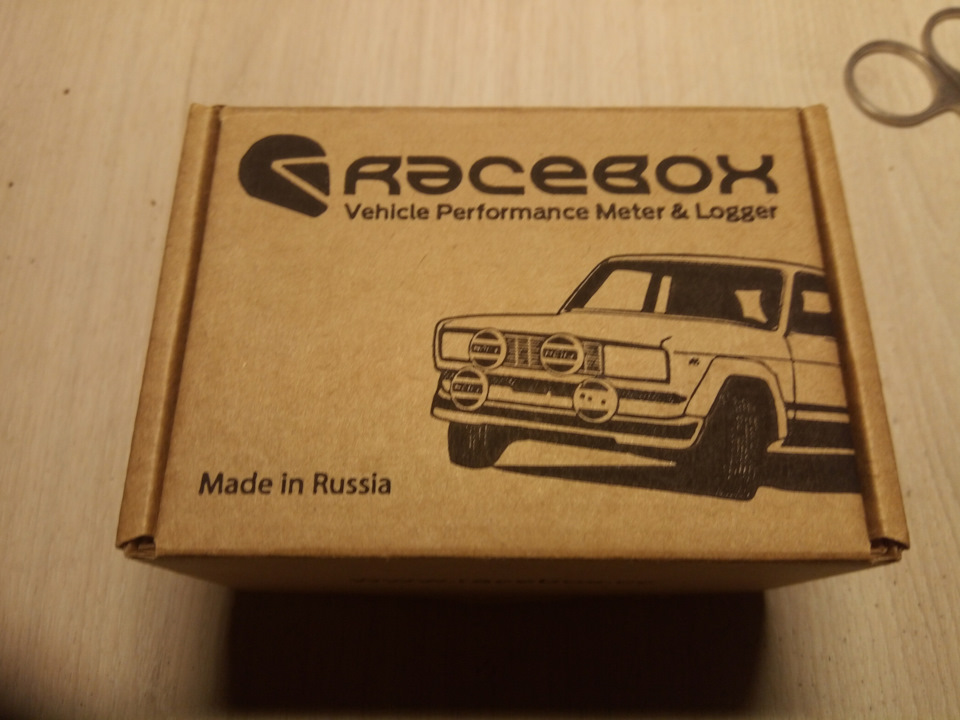 RaceBOX
Vehicle Performance Meter & Logger
Made in Russia